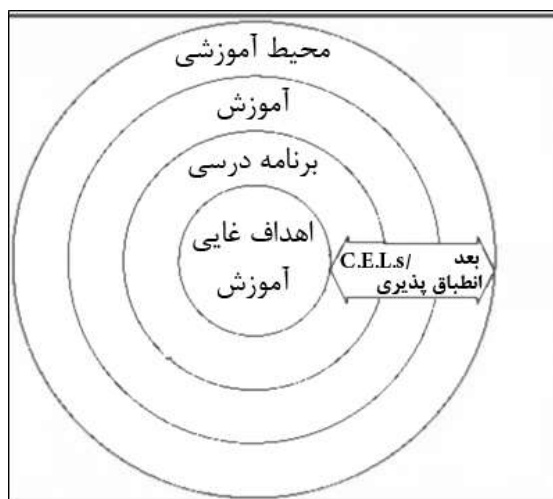 محیط آموزشی
آموزش
برنامه درسی
اهداف غایی
آموزش
بعد C.E.L.s/
انطباق پذیری